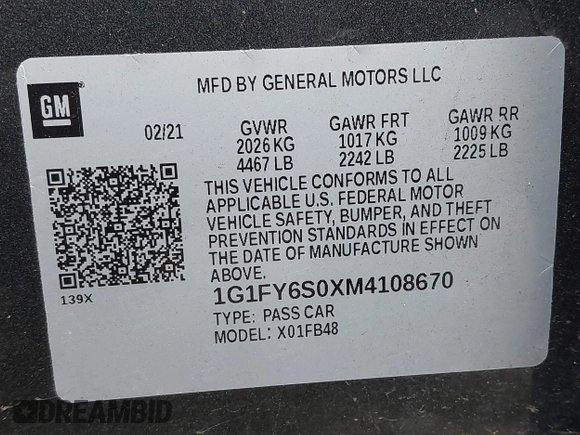 MFD BY GENERAL MOTORS LLC
GM
02/21 GVWR GAWR FRT GAWR RR
2026 KG 1017 KG 1009 KG
4467 LB 2242 LB 2225 LB
THIS VEHICLE CONFORMS TO ALL
APPLICABLE U.S. FEDERAL MOTOR
VEHICLE SAFETY, BUMPER, AND THEFT
PREVENTION STANDARDS IN EFFECT ON
THE DATE OF MANUFACTURE SHOWN
ABOVE.
139X
1G1FY6S0XM4108670
TYPE: PASS CAR
MODEL: X01FB48
DREAMBID